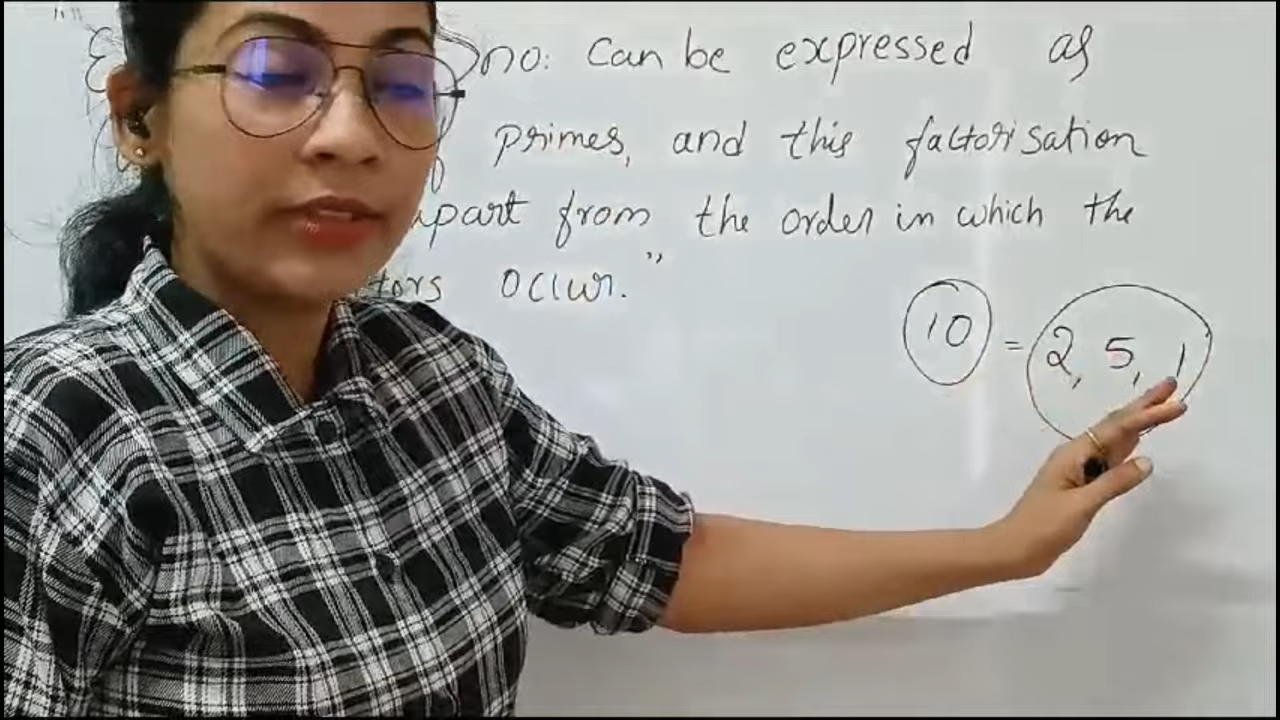 no: Can be expressed as
primes, and this factorisation
apart from the order in which the
occur."
10 = 2, 5, 1